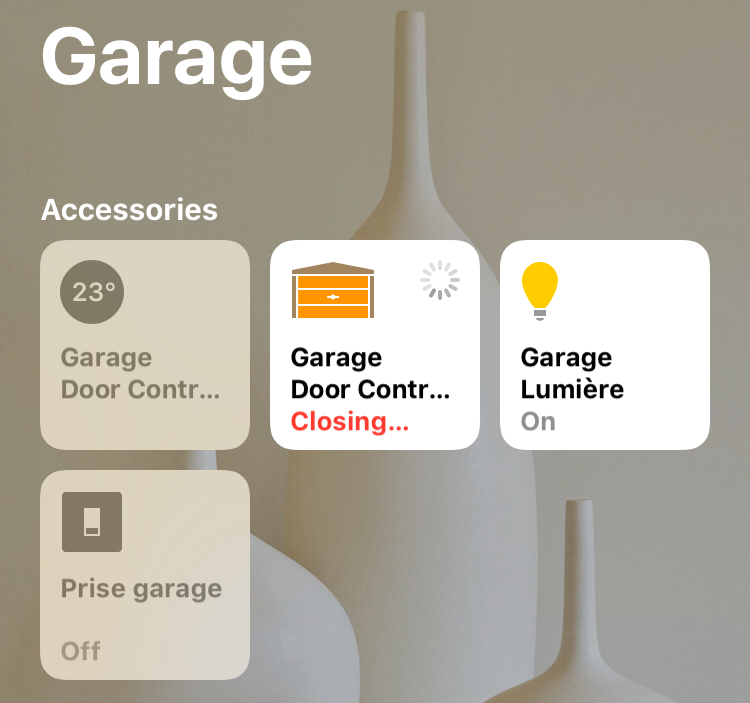 Garage
Accessories
23°
Garage
Door Contr...
Garage
Door Contr...
Closing...
Garage
Lumière
On
Prise garage
Off